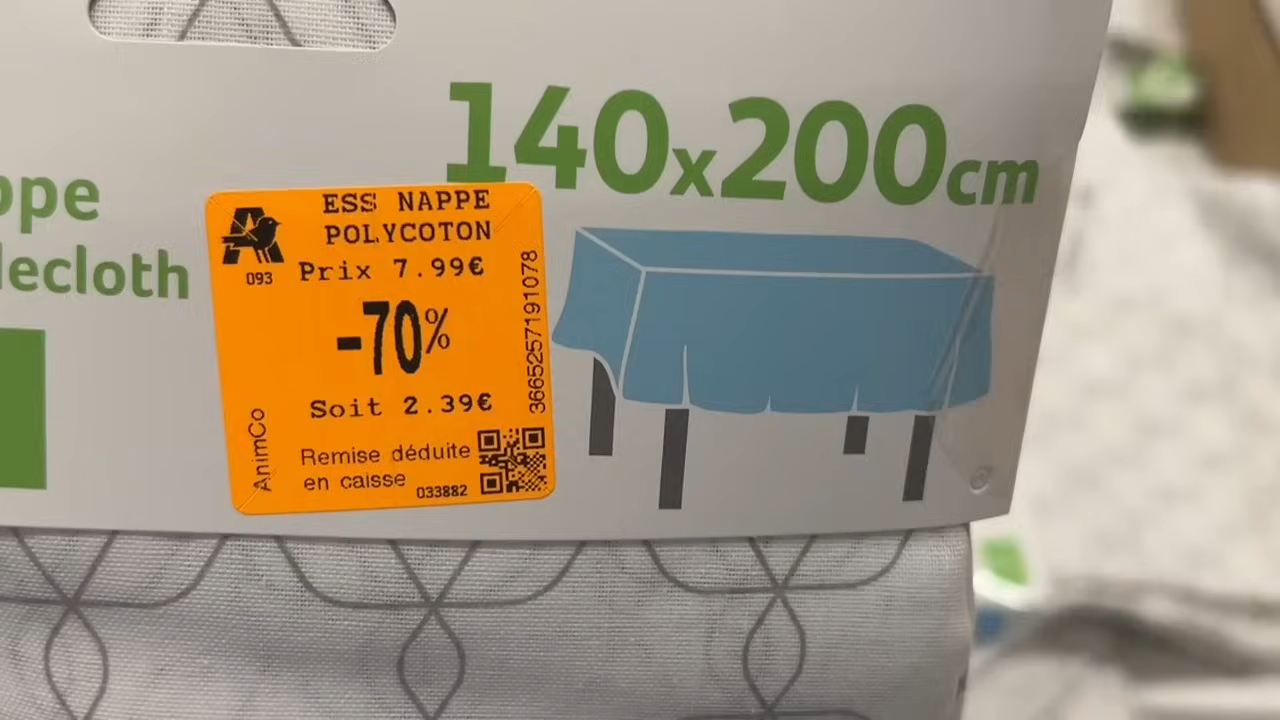 140x200cm
ppe
lecloth
ESS NAPPE
POLYCOTON
093
Prix 7.99€
-70%
Soit 2.39€
3665257191078
AnimCo
Remise déduite
en caisse
033882